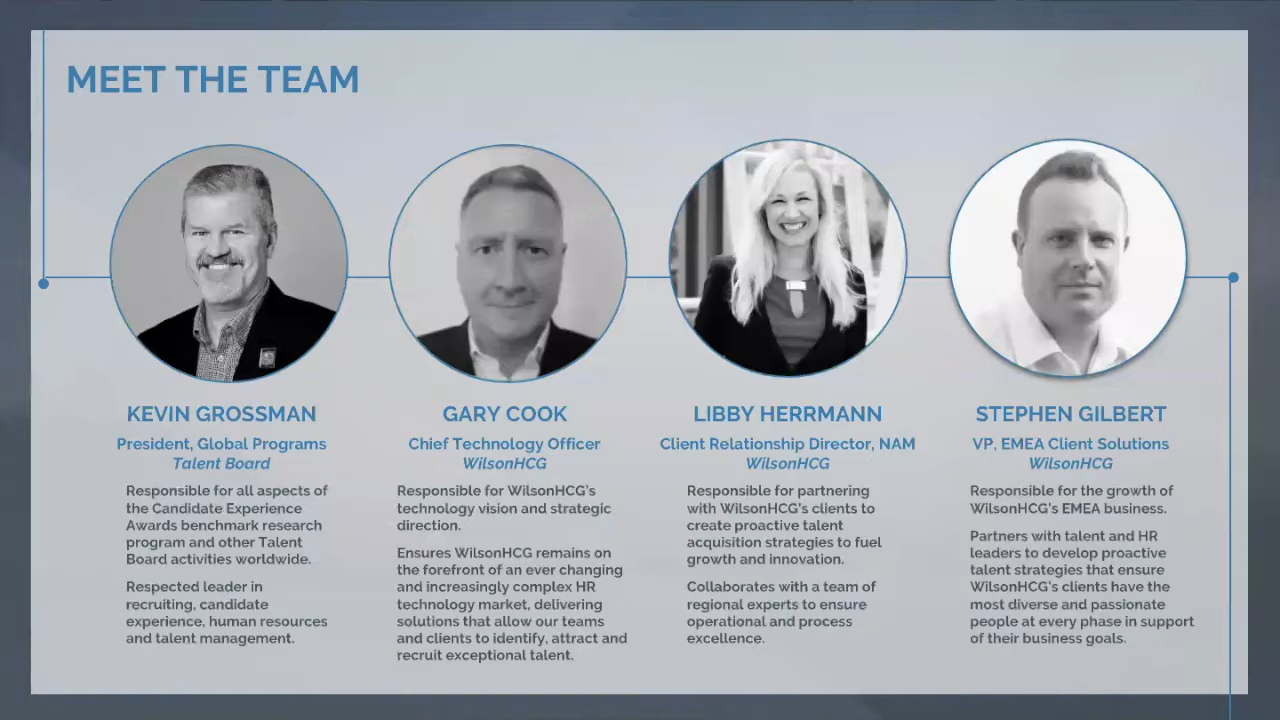 MEET THE TEAM
KEVIN GROSSMAN
President, Global Programs
Talent Board
Responsible for all aspects of
the Candidate Experience
Awards benchmark research
program and other Talent
Board activities worldwide.
Respected leader in
recruiting, candidate
experience, human resources
and talent management.
GARY COOK
Chief Technology Officer
WilsonHCG
Responsible for WilsonHCG's
technology vision and strategic
direction.
Ensures WilsonHCG remains on
the forefront of an ever changing
and increasingly complex HR
technology market, delivering
solutions that allow our teams
and clients to identify, attract and
recruit exceptional talent.
LIBBY HERRMANN
Client Relationship Director, NAM
WilsonHCG
Responsible for partnering
with WilsonHCG's clients to
create proactive talent
acquisition strategies to fuel
growth and innovation.
Collaborates with a team of
regional experts to ensure
operational and process
excellence.
STEPHEN GILBERT
VP, EMEA Client Solutions
WilsonHCG
Responsible for the growth of
WilsonHCG's EMEA business.
Partners with talent and HR
leaders to develop proactive
talent strategies that ensure
WilsonHCG's clients have the
most diverse and passionate
people at every phase in support
of their business goals.